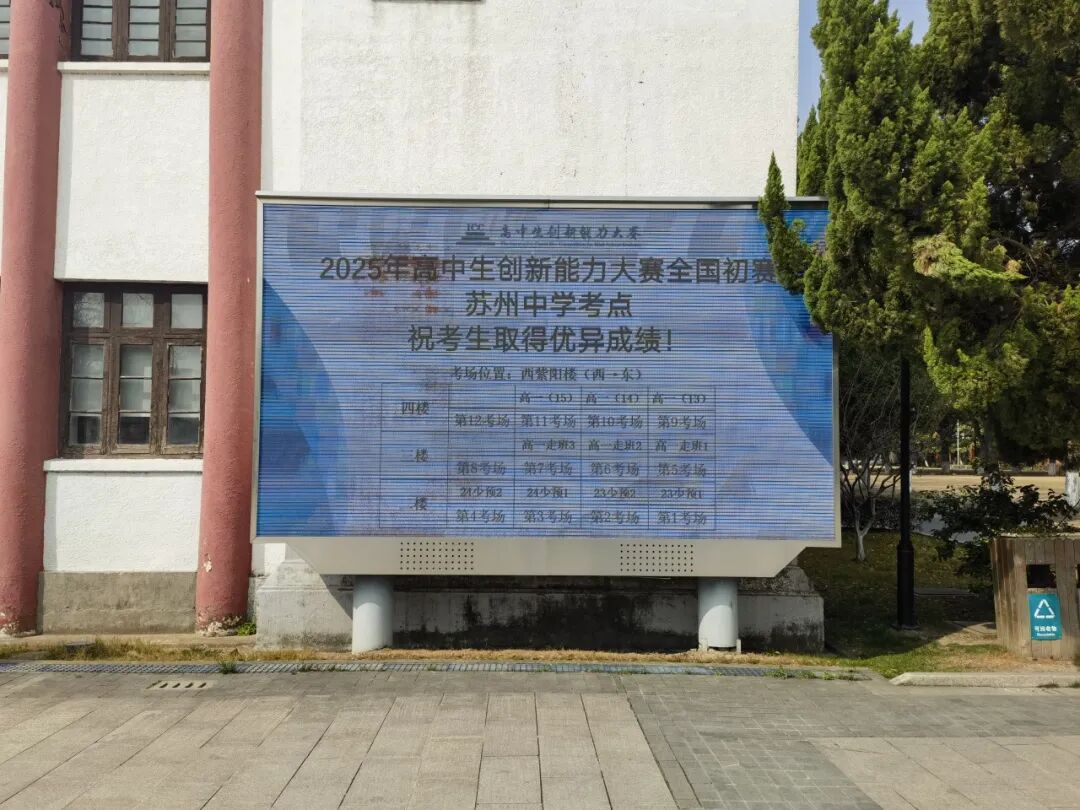 ICC 高中生创新能力大赛
2025年高中生创新能力大赛全国初赛
苏州中学考点
祝考生取得优异成绩！
考场位置：西紫阳楼（西→东）
四楼 高一（15） 高一（14） 高一（13）
第12考场 第11考场 第10考场 第9考场
楼 高一走班3 高一走班2 高一走班1
第8考场 第7考场 第6考场 第5考场
楼 24少预2 24少预1 23少预2 23少预1
第4考场 第3考场 第2考场 第1考场
可回收物
Recyclable